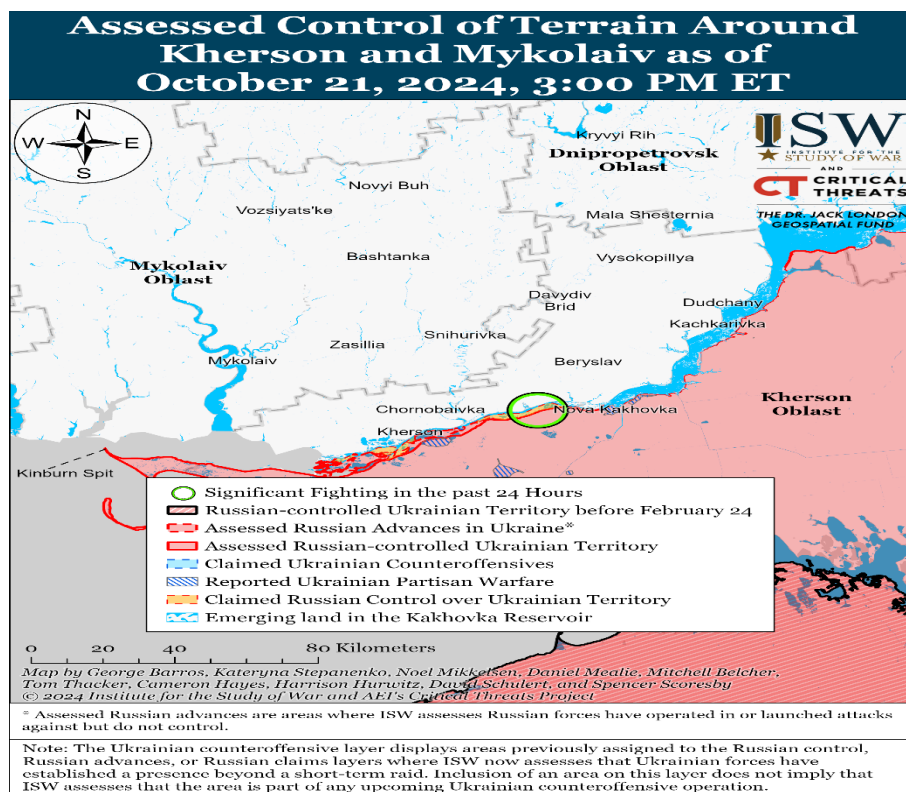 Assessed Control of Terrain Around
Kherson and Mykolaiv as of
October 21, 2024, 3:00 PM ET
N
W E
S
Kryvyi Rih
Dnipropetrovsk
Oblast
ISW
INSTITUTE FOR THE
STUDY OF WAR
AND
CT CRITICAL
THREATS
THE DR. JACK LONDON
GEOSPATIAL FUND
Novyi Buh
Vozsiyats'ke
Mala Shesternia
Bashtanka
Vysokopillya
Mykolaiv
Oblast
Davydiv
Brid
Dudchany
Kachkarivka
Snihurivka
Zasillia
Mykolaiv
Beryslav
Chornobaivka
Nova Kakhovka
Kherson
Oblast
Kherson
Kinburn Spit
Significant Fighting in the past 24 Hours
Russian-controlled Ukrainian Territory before February 24
Assessed Russian Advances in Ukraine*
Assessed Russian-controlled Ukrainian Territory
Claimed Ukrainian Counteroffensives
Reported Ukrainian Partisan Warfare
Claimed Russian Control over Ukrainian Territory
Emerging land in the Kakhovka Reservoir
0 20 40 80 Kilometers
Map by George Barros, Kateryna Stepanenko, Noel Mikkelsen, Daniel Mealie, Mitchell Belcher,
Tom Thacker, Cameron Hayes, Harrison Hurwitz, David Schulert, and Spencer Scoresby
© 2024 Institute for the Study of War and AEI's Critical Threats Project
* Assessed Russian advances are areas where ISW assesses Russian forces have operated in or launched attacks
against but do not control.
Note: The Ukrainian counteroffensive layer displays areas previously assigned to the Russian control,
Russian advances, or Russian claims layers where ISW now assesses that Ukrainian forces have
established a presence beyond a short-term raid. Inclusion of an area on this layer does not imply that
ISW assesses that the area is part of any upcoming Ukrainian counteroffensive operation.